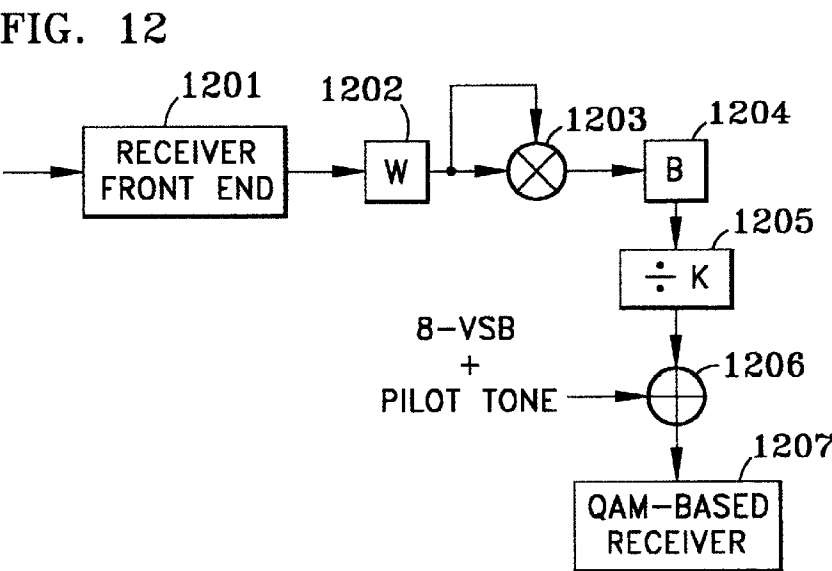 FIG. 12
1201
1202
1203
1204
RECEIVER
FRONT END
W
B
1205
÷ K
8-VSB
+
PILOT TONE
1206
1207
QAM-BASED
RECEIVER